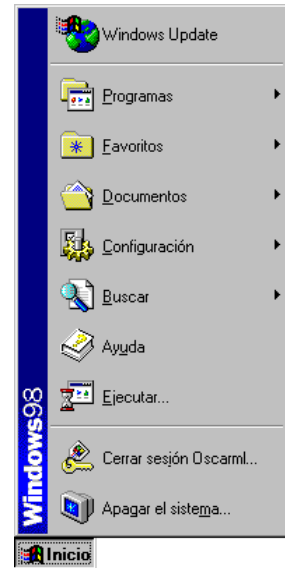 Windows Update
Programas
Favoritos
Documentos
Configuración
Buscar
Ayuda
Ejecutar...
Cerrar sesión Oscarml...
Apagar el sistema...
Windows98
Inicio